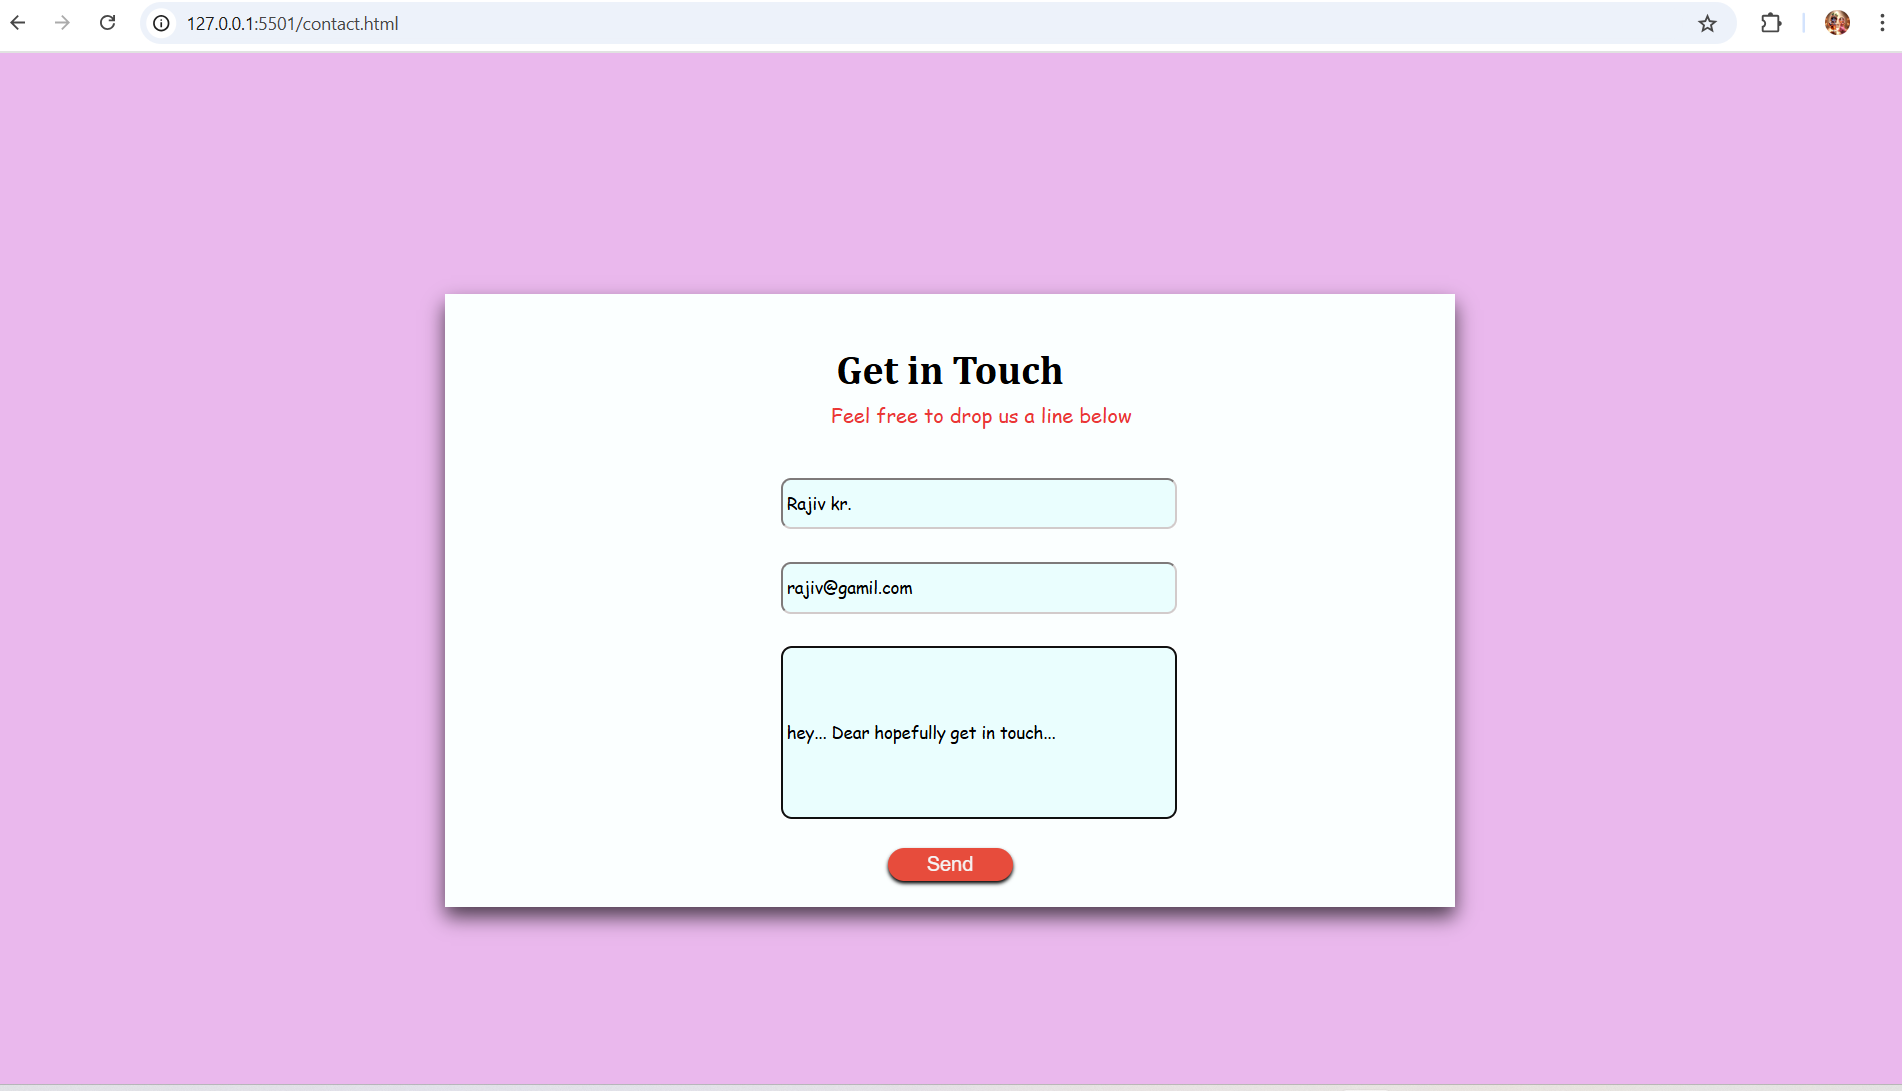 127.0.0.1:5501/contact.html
Get in Touch
Feel free to drop us a line below
Rajiv kr.
rajiv@gamil.com
hey... Dear hopefully get in touch...
Send